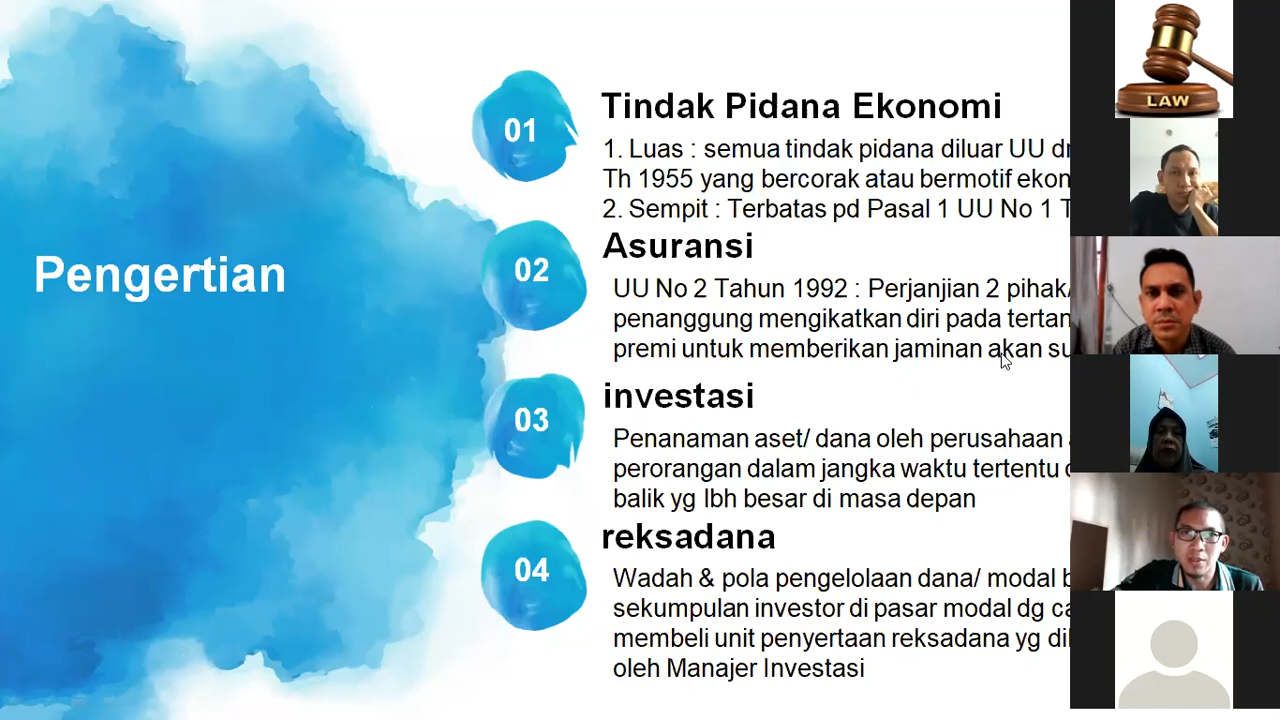 Pengertian
01
Tindak Pidana Ekonomi
1. Luas : semua tindak pidana diluar UU
Th 1955 yang bercorak atau bermotif
2. Sempit : Terbatas pd Pasal 1 UU No 1
02
Asuransi
UU No 2 Tahun 1992 : Perjanjian 2 pihak/
penanggung mengikatkan diri pada
premi untuk memberikan jaminan akan
03
investasi
Penanaman aset/ dana oleh perusahaan
perorangan dalam jangka waktu tertentu
balik yg lbh besar di masa depan
04
reksadana
Wadah & pola pengelolaan dana/ modal
sekumpulan investor di pasar modal dg
membeli unit penyertaan reksadana yg
oleh Manajer Investasi
LAW